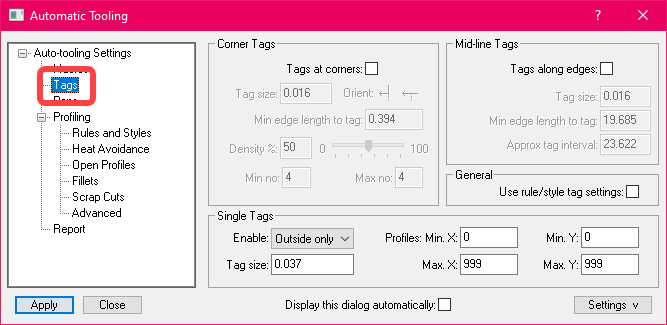 Automatic Tooling
Auto-tooling Settings
Tags
Profiling
Rules and Styles
Heat Avoidance
Open Profiles
Fillets
Scrap Cuts
Advanced
Report
Corner Tags
Tags at corners:
Tag size: 0.016 Orient:
Min edge length to tag: 0.394
Density %: 50 0 100
Min no: 4 Max no: 4
Mid-line Tags
Tags along edges:
Tag size: 0.016
Min edge length to tag: 19.685
Approx tag interval: 23.622
General
Use rule/style tag settings:
Single Tags
Enable: Outside only Profiles: Min. X: 0 Min. Y: 0
Tag size: 0.037 Max. X: 999 Max. Y: 999
Apply Close Display this dialog automatically: Settings v